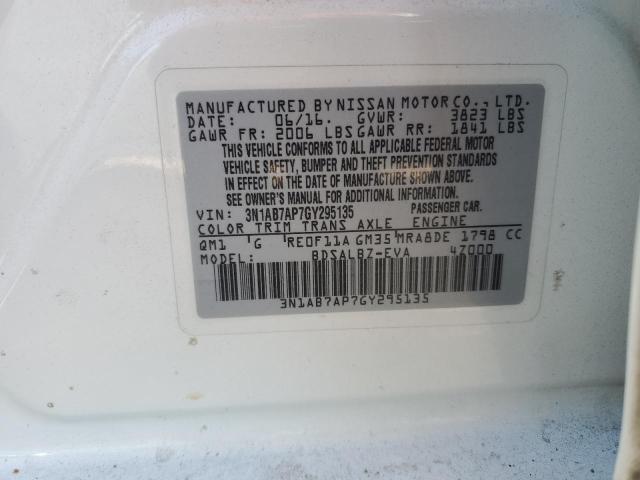 MANUFACTURED BY NISSAN MOTOR CO., LTD.
DATE: 06/16. GVWR: 3823 LBS
GAWR FR: 2006 LBS GAWR RR: 1841 LBS
THIS VEHICLE CONFORMS TO ALL APPLICABLE FEDERAL MOTOR
VEHICLE SAFETY, BUMPER AND THEFT PREVENTION STANDARDS
IN EFFECT ON THE DATE OF MANUFACTURE SHOWN ABOVE.
SEE OWNER'S MANUAL FOR ADDITIONAL INFORMATION.
VIN: 3N1AB7AP7GY295135 PASSENGER CAR.
COLOR TRIM TRANS AXLE ENGINE
QM1 G RE0F11A GM35 MRA8DE 1798 CC
MODEL: BDSALBZ-EVA 4Z000
3N1AB7AP7GY295135